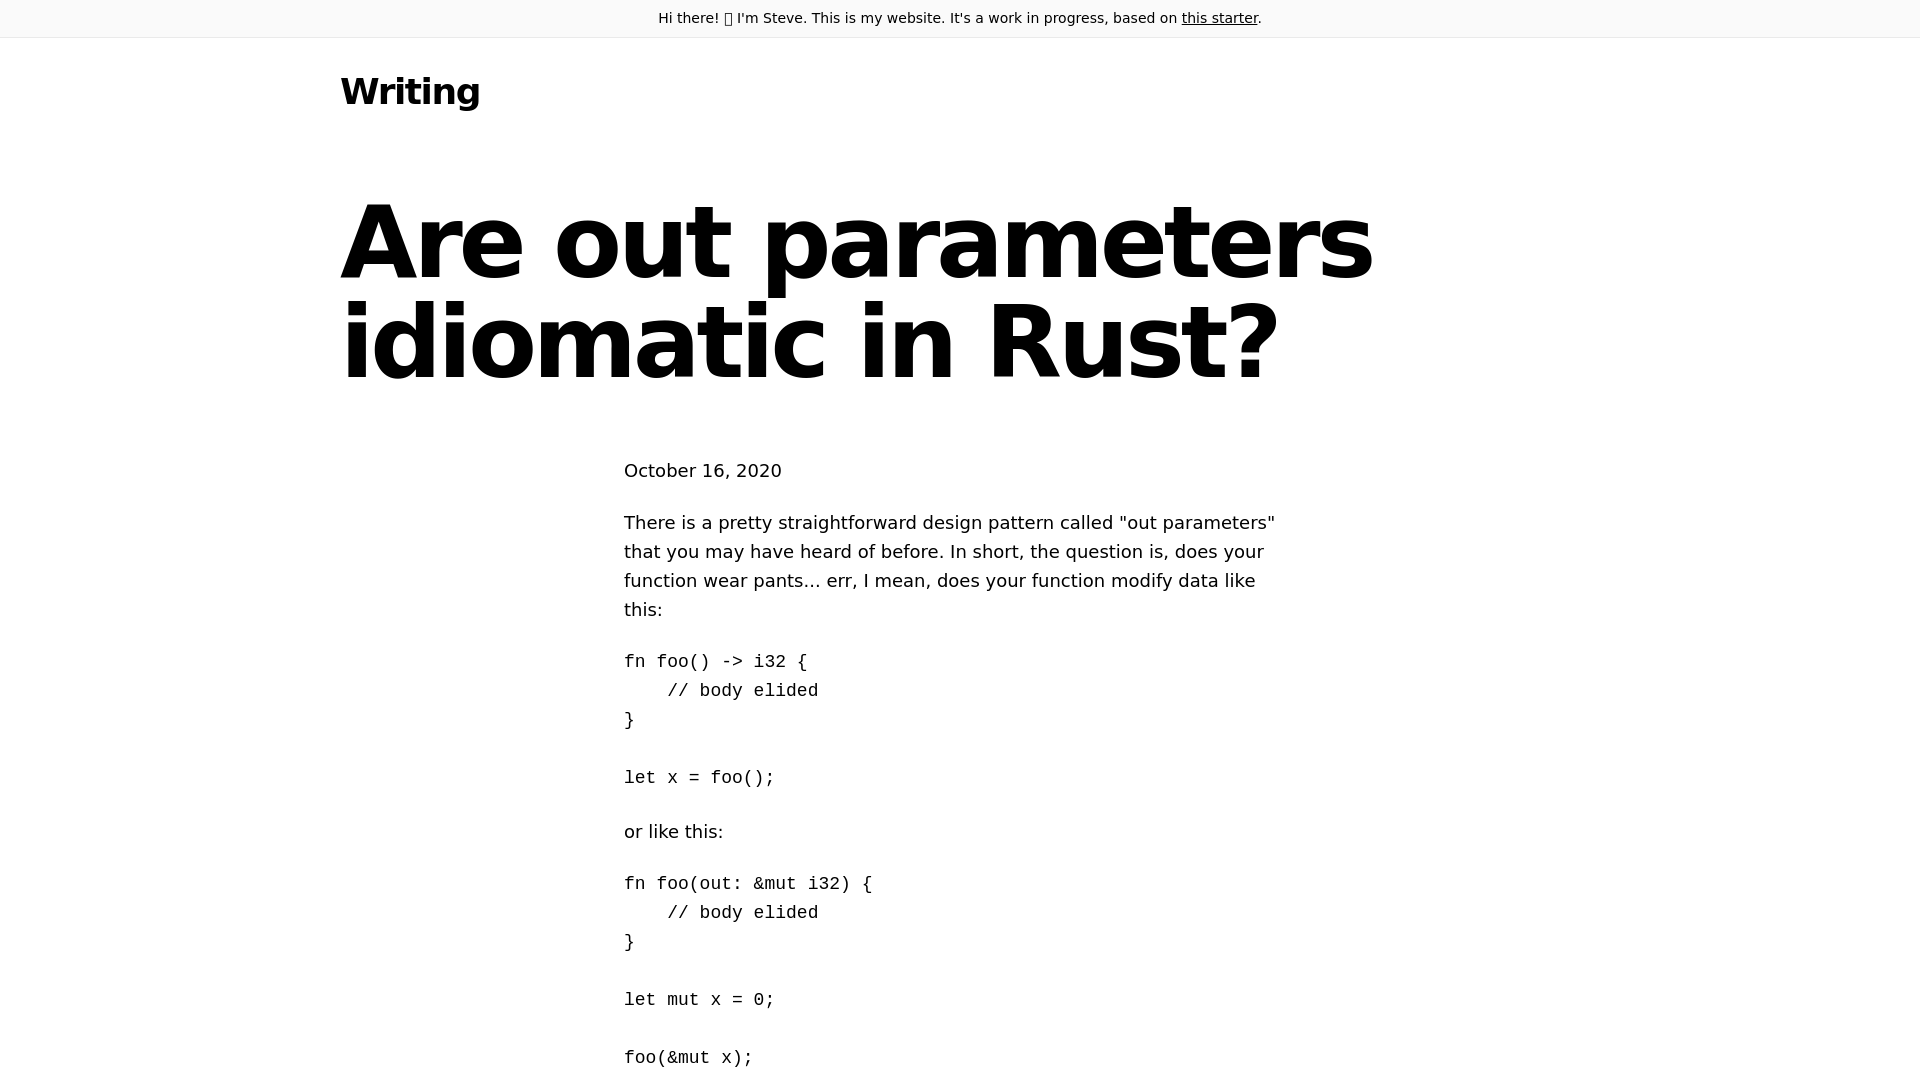 Hi there! I'm Steve. This is my website. It's a work in progress, based on this starter.
Writing
Are out parameters
idiomatic in Rust?
October 16, 2020
There is a pretty straightforward design pattern called "out parameters"
that you may have heard of before. In short, the question is, does your
function wear pants... err, I mean, does your function modify data like
this:
fn foo() -> i32 {
    // body elided
}
let x = foo();
or like this:
fn foo(out: &mut i32) {
    // body elided
}
let mut x = 0;
foo(&mut x);